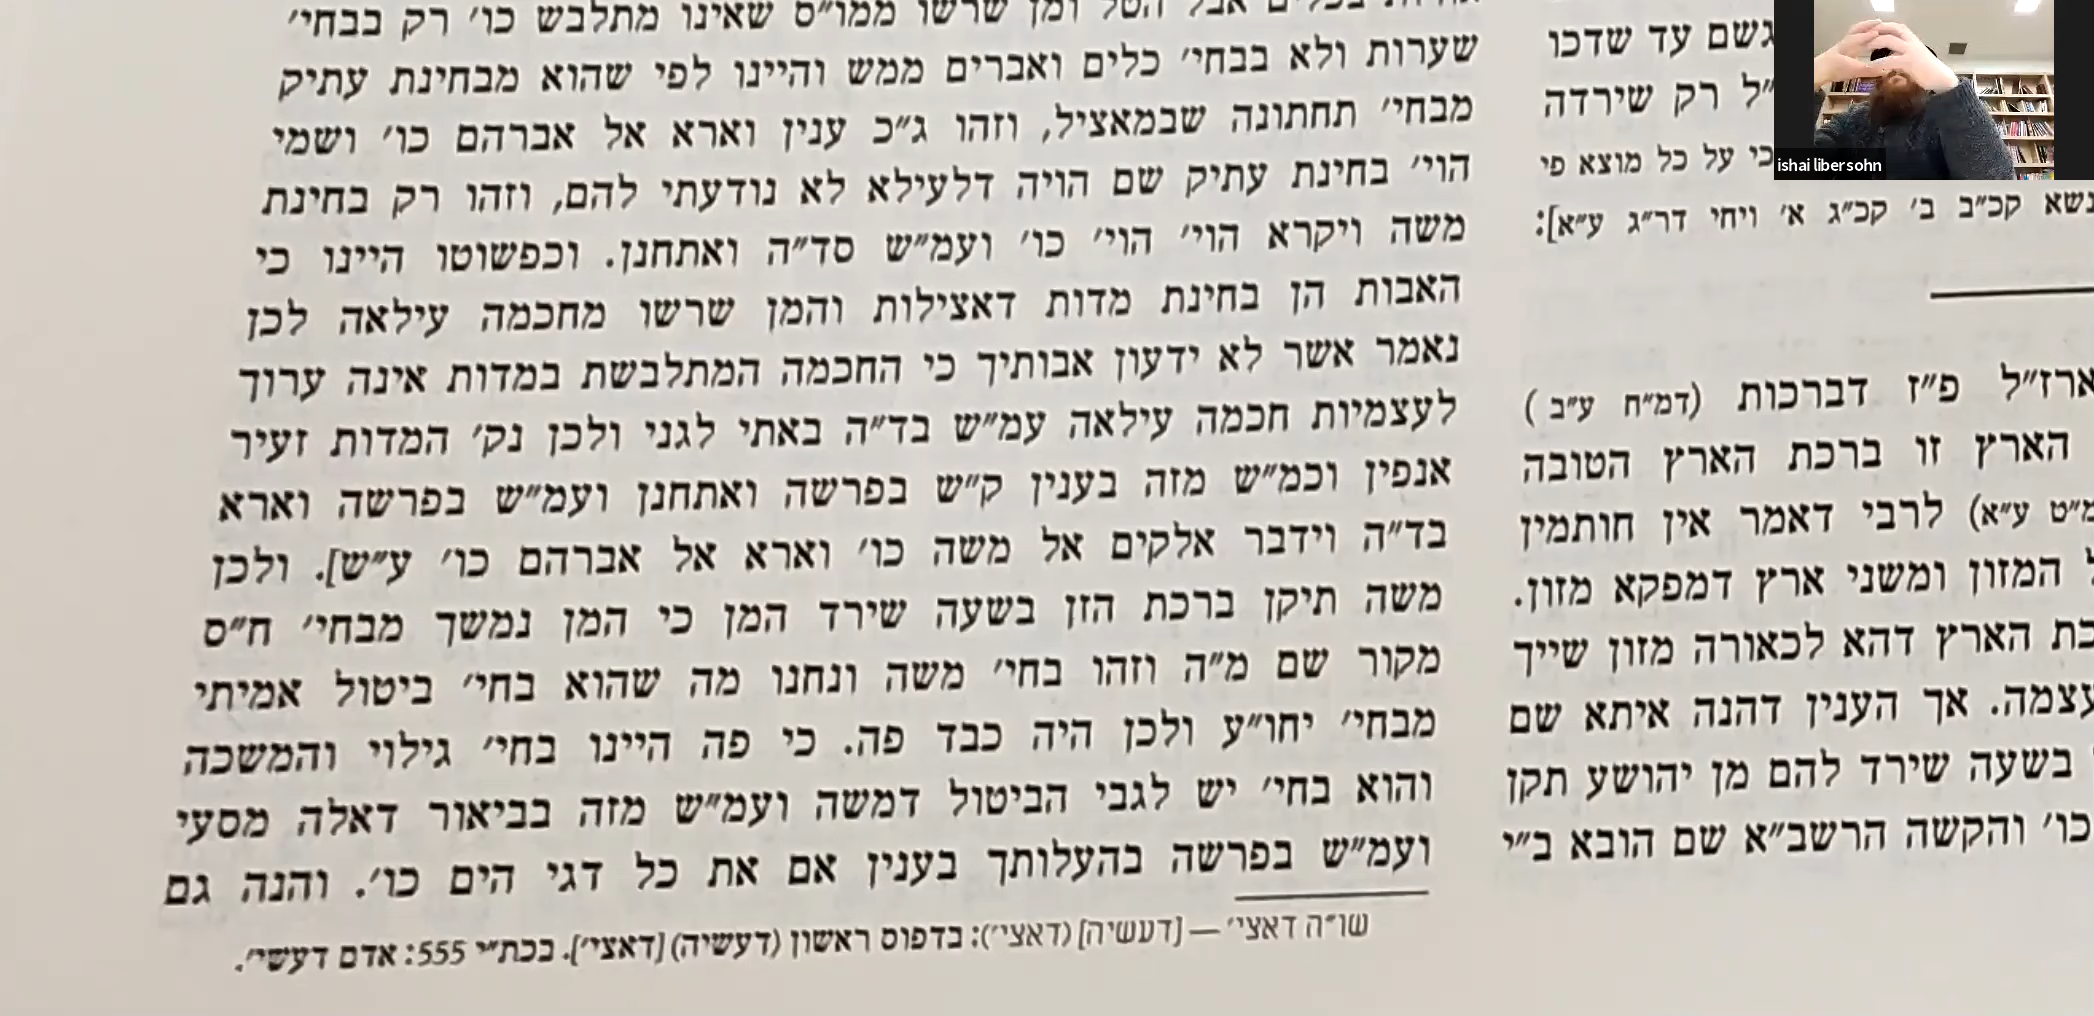 גשם עד שדכו
״ל רק שירדה
כי על כל מוצא פי
נשא קכ״ב ב׳ קכ״ג א׳ ויחי דר״ג ע״א]:
ארז״ל פ״ז דברכות (דמ״ח ע״ב)
הארץ זו ברכת הארץ הטובה
מ״ט ע״א) לרבי דאמר אין חותמין
המזון ומשני ארץ דמפקא מזון.
כת הארץ דהא לכאורה מזון שייך
עצמה. אך הענין דהנה איתא שם
בשעה שירד להם מן יהושע תקן
כו׳ והקשה הרשב״א שם הובא ב״י
אבל הטל ומן שרשו ממו״ס שאינו מתלבש כו׳ רק בבחי׳
שערות ולא בבחי׳ כלים ואברים ממש והיינו לפי שהוא מבחינת עתיק
מבחי׳ תחתונה שבמאציל, וזהו ג״כ ענין וארא אל אברהם כו׳ ושמי
הוי׳ בחינת עתיק שם הויה דלעילא לא נודעתי להם, וזהו רק בחינת
משה ויקרא הוי׳ הוי׳ כו׳ ועמ״ש סד״ה ואתחנן. וכפשוטו היינו כי
האבות הן בחינת מדות דאצילות והמן שרשו מחכמה עילאה לכן
נאמר אשר לא ידעון אבותיך כי החכמה המתלבשת במדות אינה ערוך
לעצמיות חכמה עילאה עמ״ש בד״ה באתי לגני ולכן נק׳ המדות זעיר
אנפין וכמ״ש מזה בענין ק״ש בפרשה ואתחנן ועמ״ש בפרשה וארא
בד״ה וידבר אלקים אל משה כו׳ וארא אל אברהם כו׳ ע״ש]. ולכן
משה תיקן ברכת הזן בשעה שירד המן כי המן נמשך מבחי׳ ח״ס
מקור שם מ״ה וזהו בחי׳ משה ונחנו מה שהוא בחי׳ ביטול אמיתי
מבחי׳ יחו״ע ולכן היה כבד פה. כי פה היינו בחי׳ גילוי והמשכה
והוא בחי׳ יש לגבי הביטול דמשה ועמ״ש מזה בביאור דאלה מסעי
ועמ״ש בפרשה בהעלותך בענין אם את כל דגי הים כו׳. והנה גם
שו״ה דאצי׳ — [דעשיה] (דאצי׳): בדפוס ראשון (דעשיה) [דאצי׳]. בכת״י 555: אדם דעשי׳.
ishai libersohn